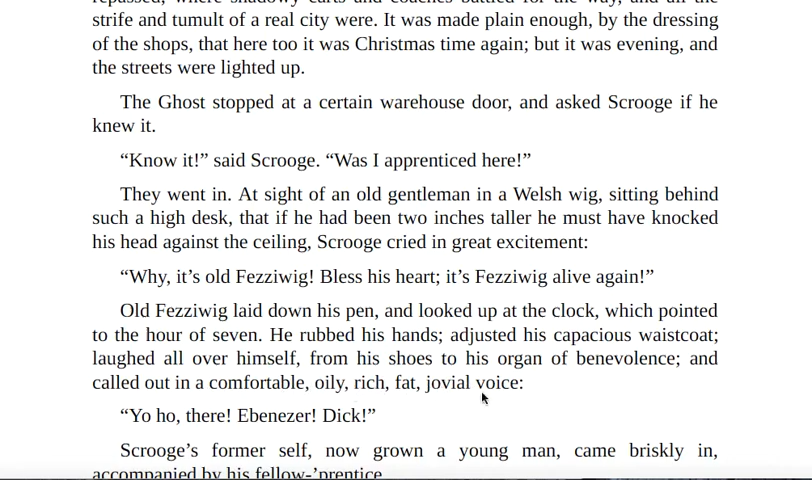 strife and tumult of a real city were. It was made plain enough, by the dressing
of the shops, that here too it was Christmas time again; but it was evening, and
the streets were lighted up.
The Ghost stopped at a certain warehouse door, and asked Scrooge if he
knew it.
“Know it!” said Scrooge. “Was I apprenticed here!”
They went in. At sight of an old gentleman in a Welsh wig, sitting behind
such a high desk, that if he had been two inches taller he must have knocked
his head against the ceiling, Scrooge cried in great excitement:
“Why, it’s old Fezziwig! Bless his heart; it’s Fezziwig alive again!”
Old Fezziwig laid down his pen, and looked up at the clock, which pointed
to the hour of seven. He rubbed his hands; adjusted his capacious waistcoat;
laughed all over himself, from his shoes to his organ of benevolence; and
called out in a comfortable, oily, rich, fat, jovial voice:
“Yo ho, there! Ebenezer! Dick!”
Scrooge’s former self, now grown a young man, came briskly in,
accompanied by his fellow-’prentice